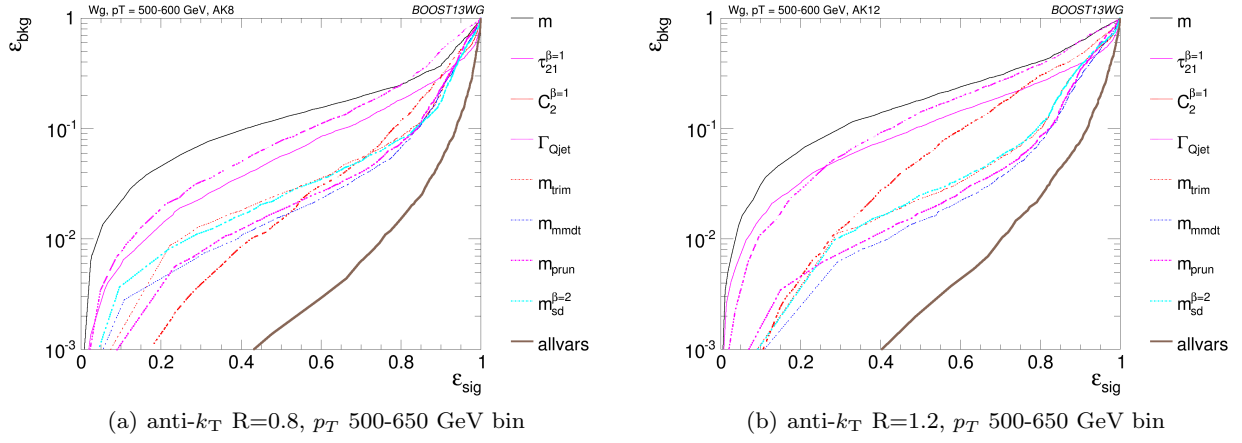 Wg, pT = 500-600 GeV, AK8 BOOST13WG
ε_bkg
1
10^-1
10^-2
10^-3
0 0.2 0.4 0.6 0.8 1
ε_sig
m
τ_21^β=1
C_2^β=1
Γ_Qjet
m_trim
m_mmdt
m_prun
m_sd^β=2
allvars
(a) anti-k_T R=0.8, p_T 500-650 GeV bin
Wg, pT = 500-600 GeV, AK12 BOOST13WG
ε_bkg
1
10^-1
10^-2
10^-3
0 0.2 0.4 0.6 0.8 1
ε_sig
m
τ_21^β=1
C_2^β=1
Γ_Qjet
m_trim
m_mmdt
m_prun
m_sd^β=2
allvars
(b) anti-k_T R=1.2, p_T 500-650 GeV bin